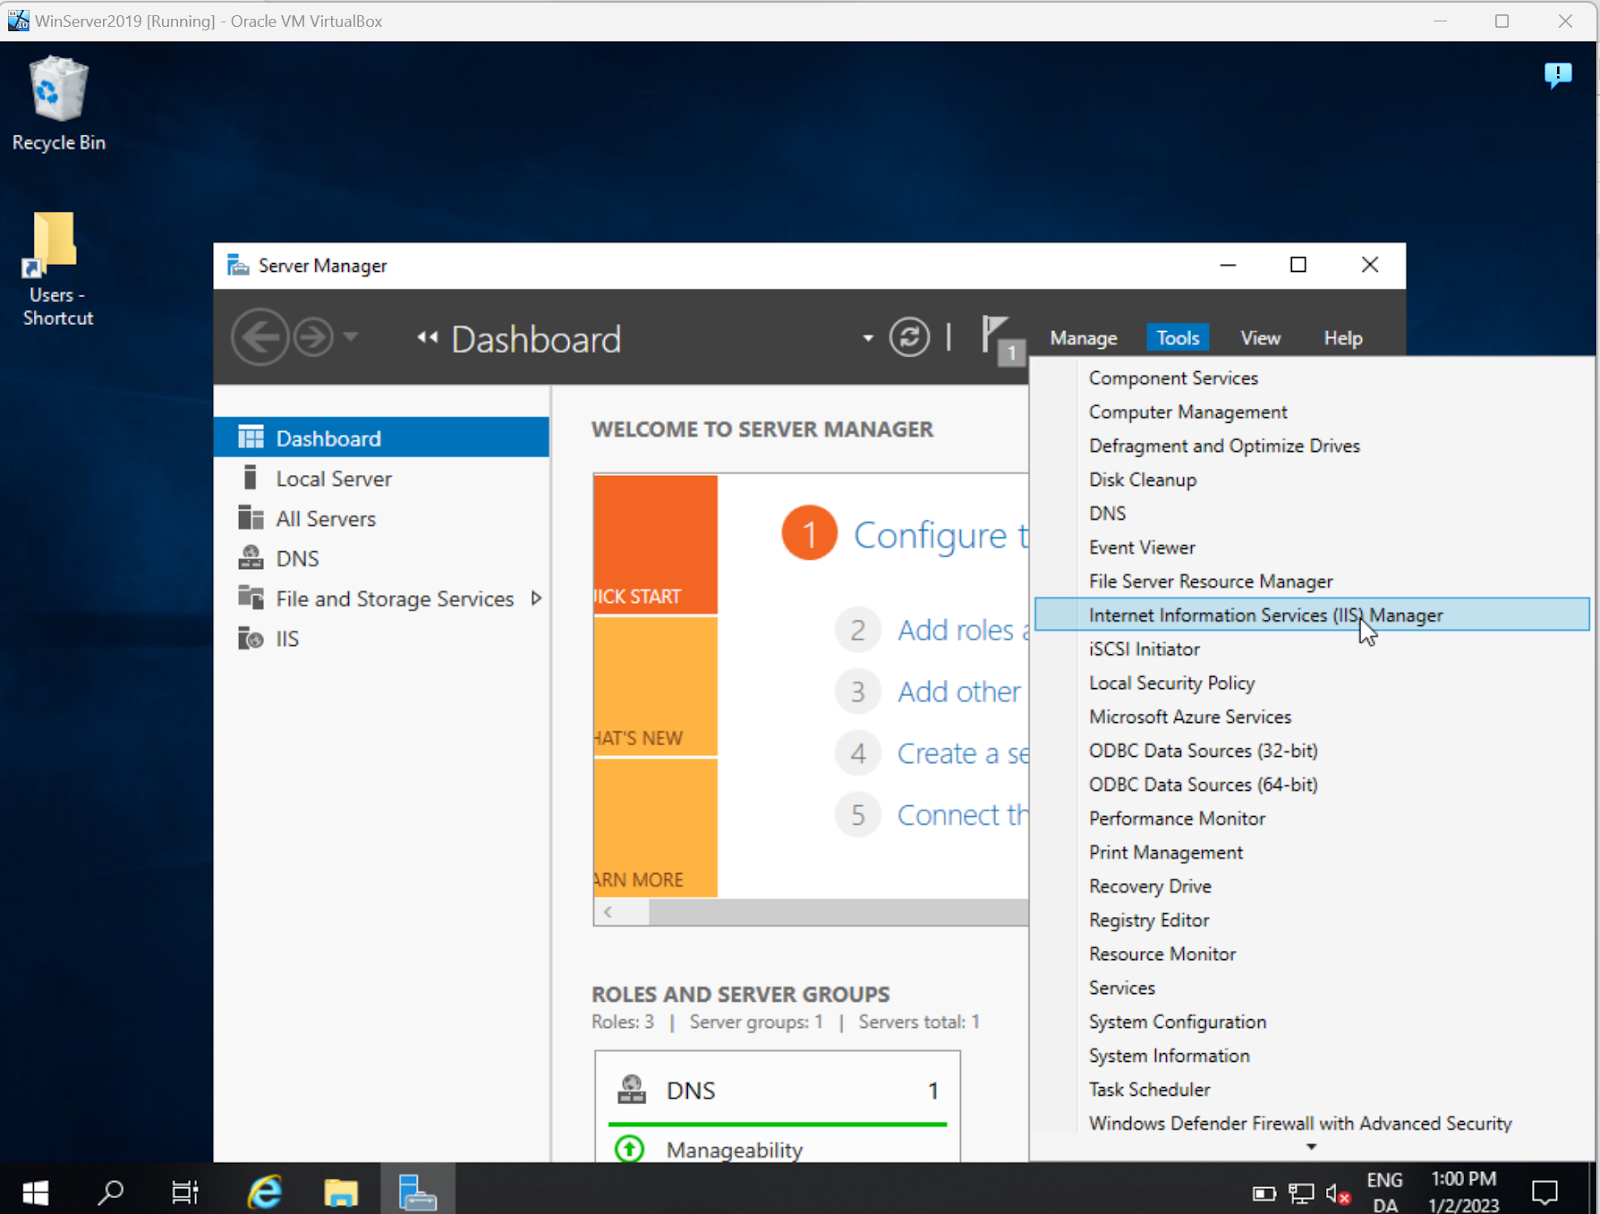 WinServer2019 [Running] - Oracle VM VirtualBox
Recycle Bin
Users -
Shortcut
Server Manager
Dashboard
1
Manage
Tools
View
Help
Dashboard
Local Server
All Servers
DNS
File and Storage Services
IIS
WELCOME TO SERVER MANAGER
UICK START
HAT'S NEW
ARN MORE
1 Configure t
2 Add roles a
3 Add other
4 Create a se
5 Connect th
ROLES AND SERVER GROUPS
Roles: 3 | Server groups: 1 | Servers total: 1
DNS 1
Manageability
Component Services
Computer Management
Defragment and Optimize Drives
Disk Cleanup
DNS
Event Viewer
File Server Resource Manager
Internet Information Services (IIS) Manager
iSCSI Initiator
Local Security Policy
Microsoft Azure Services
ODBC Data Sources (32-bit)
ODBC Data Sources (64-bit)
Performance Monitor
Print Management
Recovery Drive
Registry Editor
Resource Monitor
Services
System Configuration
System Information
Task Scheduler
Windows Defender Firewall with Advanced Security
ENG
DA
1:00 PM
1/2/2023